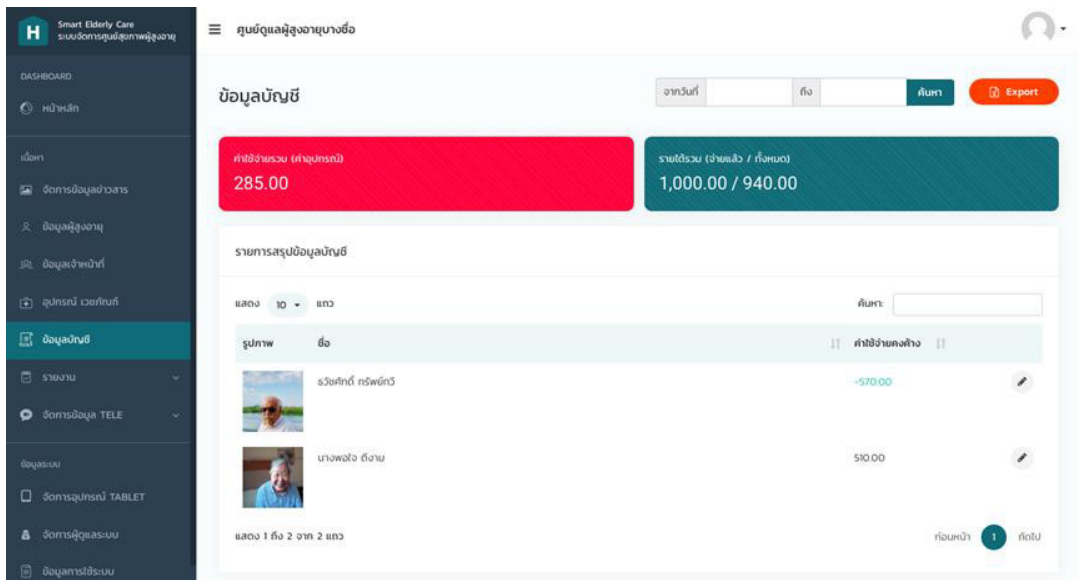 H
Smart Elderly Care
ระบบจัดการศูนย์สุขภาพผู้สูงอายุ
ศูนย์ดูแลผู้สูงอายุบางซื่อ
DASHBOARD
หน้าหลัก
เนื้อหา
จัดการข้อมูลข่าวสาร
ข้อมูลผู้สูงอายุ
ข้อมูลเจ้าหน้าที่
อุปกรณ์ เวชภัณฑ์
ข้อมูลบัญชี
รายงาน
จัดการข้อมูล TELE
ข้อมูลระบบ
จัดการอุปกรณ์ TABLET
จัดการผู้ดูแลระบบ
ข้อมูลการใช้ระบบ
ข้อมูลบัญชี
จากวันที่ ถึง ค้นหา Export
ค่าใช้จ่ายรวม (ค่าอุปกรณ์)
285.00
รายได้รวม (จ่ายแล้ว / ทั้งหมด)
1,000.00 / 940.00
รายการสรุปข้อมูลบัญชี
แสดง 10 แถว ค้นหา:
รูปภาพ ชื่อ ค่าใช้จ่ายคงค้าง
ธวัชศักดิ์ ทรัพย์ทวี -570.00
นางพอใจ ดีงาม 510.00
แสดง 1 ถึง 2 จาก 2 แถว ก่อนหน้า 1 ถัดไป